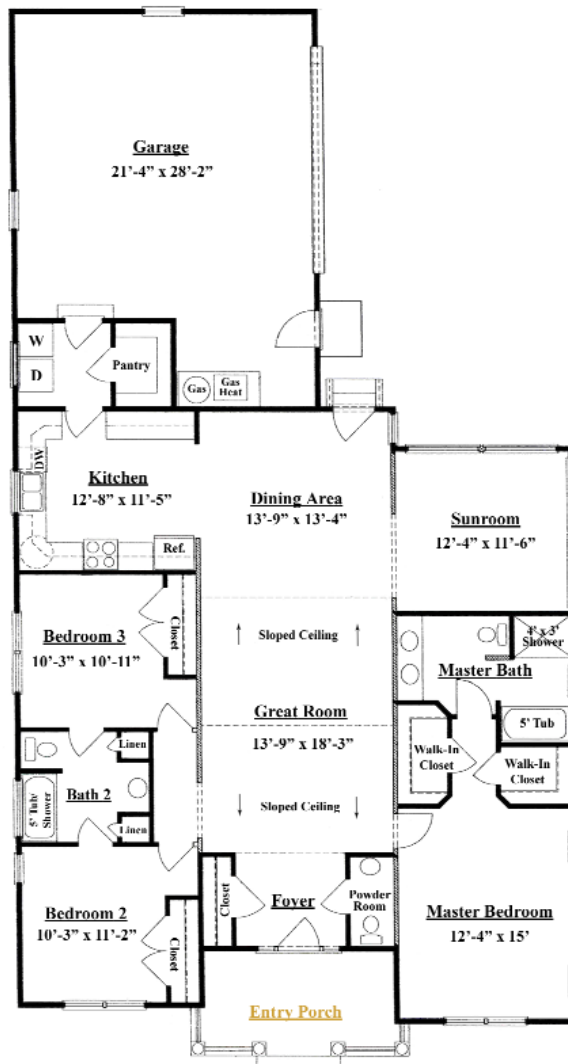 Garage
21'-4" x 28'-2"
W
D
Pantry
Gas
Gas
Heat
Kitchen
12'-8" x 11'-5"
DW
Ref.
Dining Area
13'-9" x 13'-4"
Sunroom
12'-4" x 11'-6"
Bedroom 3
10'-3" x 10'-11"
Closet
Sloped Ceiling
4' x 3'
Shower
Master Bath
5' Tub
Great Room
13'-9" x 18'-3"
Walk-In
Closet
Walk-In
Closet
Linen
Bath 2
5' Tub/
Shower
Linen
Sloped Ceiling
Bedroom 2
10'-3" x 11'-2"
Closet
Closet
Foyer
Powder
Room
Master Bedroom
12'-4" x 15'
Entry Porch